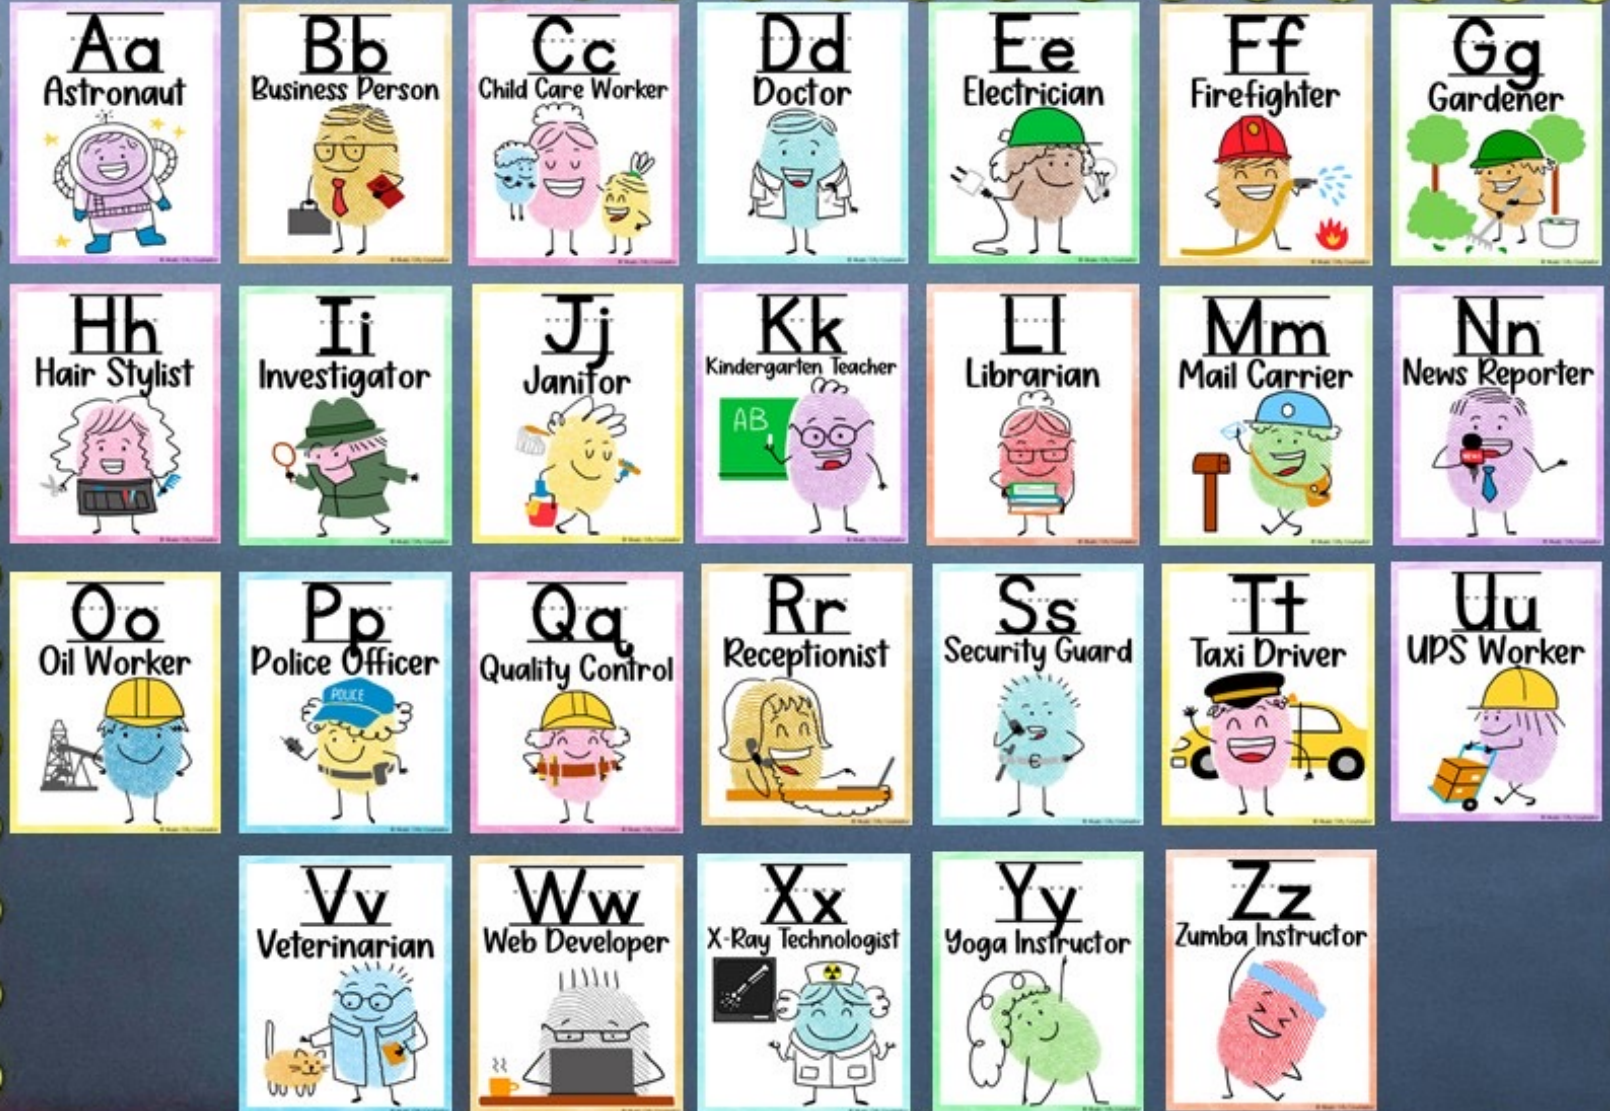 Aa
Astronaut
Bb
Business Person
Cc
Child Care Worker
Dd
Doctor
Ee
Electrician
Ff
Firefighter
Gg
Gardener
Hh
Hair Stylist
Ii
Investigator
Jj
Janitor
Kk
Kindergarten Teacher
AB
Ll
Librarian
Mm
Mail Carrier
Nn
News Reporter
NEWS
Oo
Oil Worker
Pp
Police Officer
POLICE
Qq
Quality Control
Rr
Receptionist
Ss
Security Guard
Tt
Taxi Driver
Uu
UPS Worker
Vv
Veterinarian
Ww
Web Developer
Xx
X-Ray Technologist
Yy
Yoga Instructor
Zz
Zumba Instructor